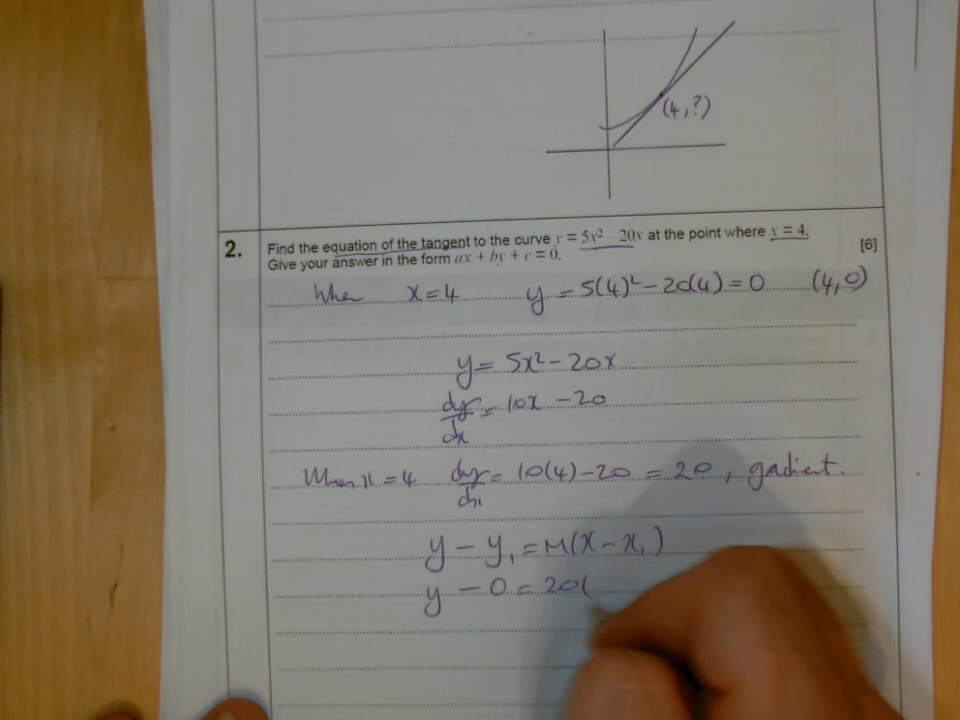 (4,?)
2. Find the equation of the tangent to the curve y = 5x² - 20x at the point where x = 4. [6]
Give your answer in the form ax + by + c = 0.
When x=4 y = 5(4)² - 20(4) = 0 (4,0)
y = 5x² - 20x
dy/dx = 10x - 20
When x = 4 dy/dx = 10(4) - 20 = 20, gradient.
y - y₁ = M(x - x₁)
y - 0 = 20(